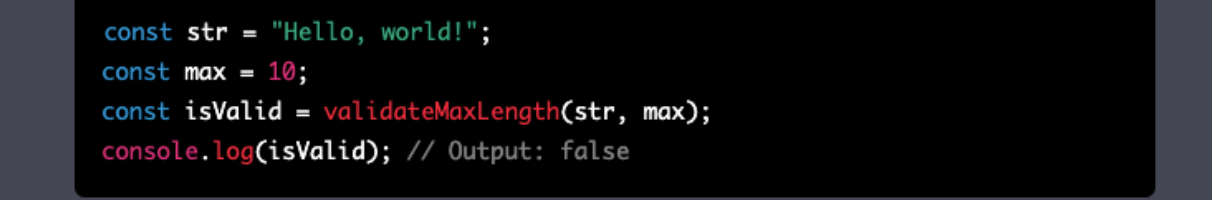 const str = "Hello, world!";
const max = 10;
const isValid = validateMaxLength(str, max);
console.log(isValid); // Output: false